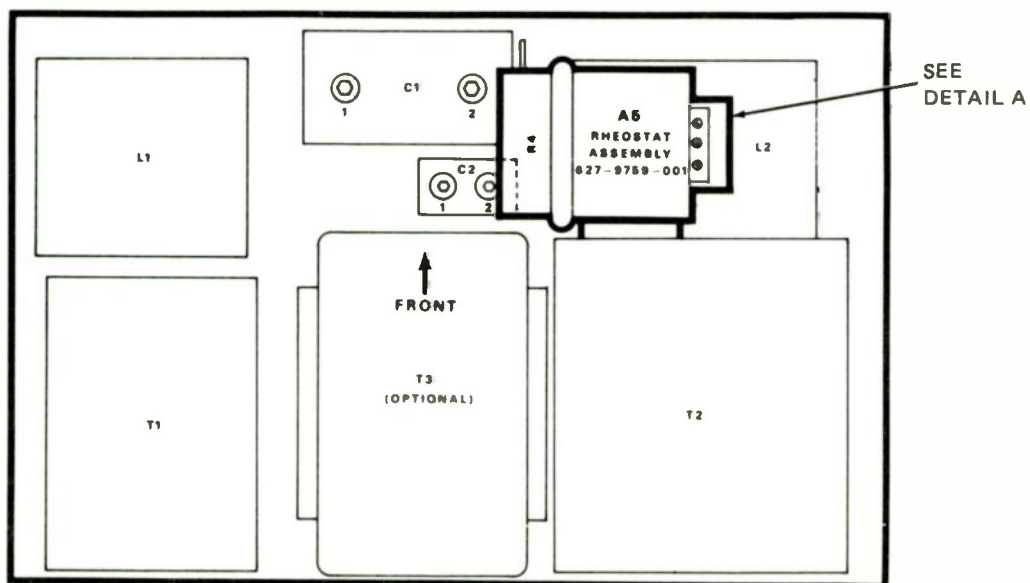 SEE
DETAIL A
L1
C1
1
2
R4
A5
RHEOSTAT
ASSEMBLY
627-9759-001
L2
C2
1
2
FRONT
T3
(OPTIONAL)
T1
T2